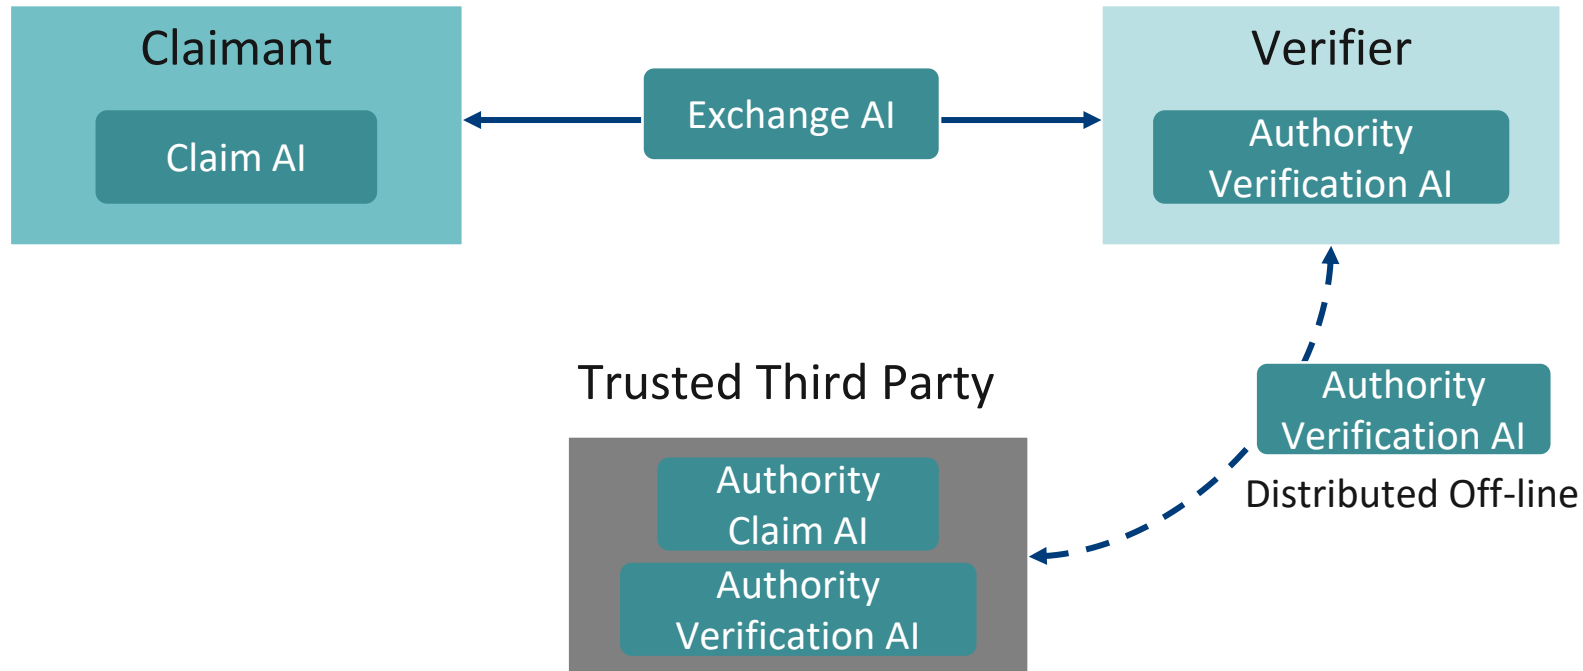 Claimant
Claim AI
Exchange AI
Verifier
Authority
Verification AI
Trusted Third Party
Authority
Claim AI
Authority
Verification AI
Authority
Verification AI
Distributed Off-line